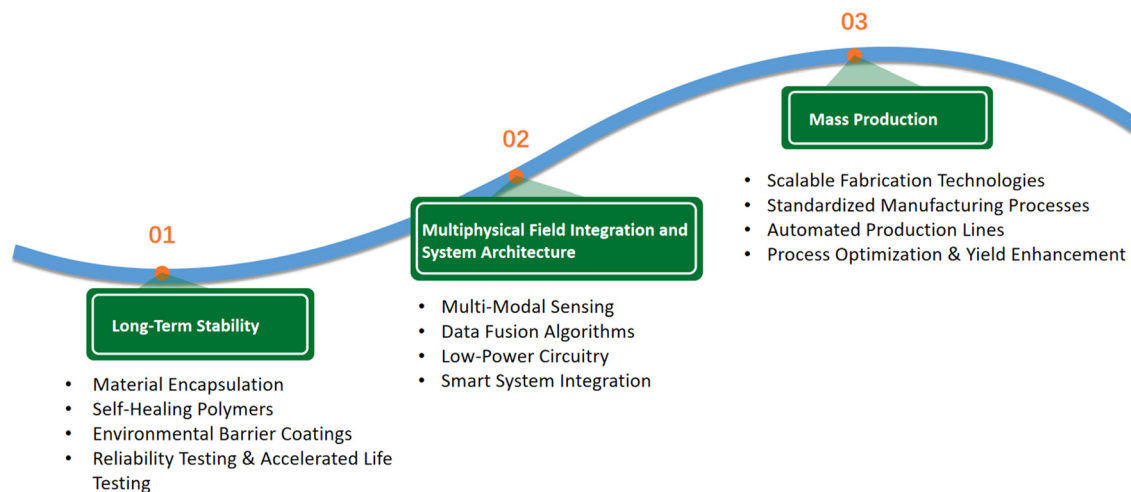 01
Long-Term Stability
• Material Encapsulation
• Self-Healing Polymers
• Environmental Barrier Coatings
• Reliability Testing & Accelerated Life
Testing
02
Multiphysical Field Integration and
System Architecture
• Multi-Modal Sensing
• Data Fusion Algorithms
• Low-Power Circuitry
• Smart System Integration
03
Mass Production
• Scalable Fabrication Technologies
• Standardized Manufacturing Processes
• Automated Production Lines
• Process Optimization & Yield Enhancement